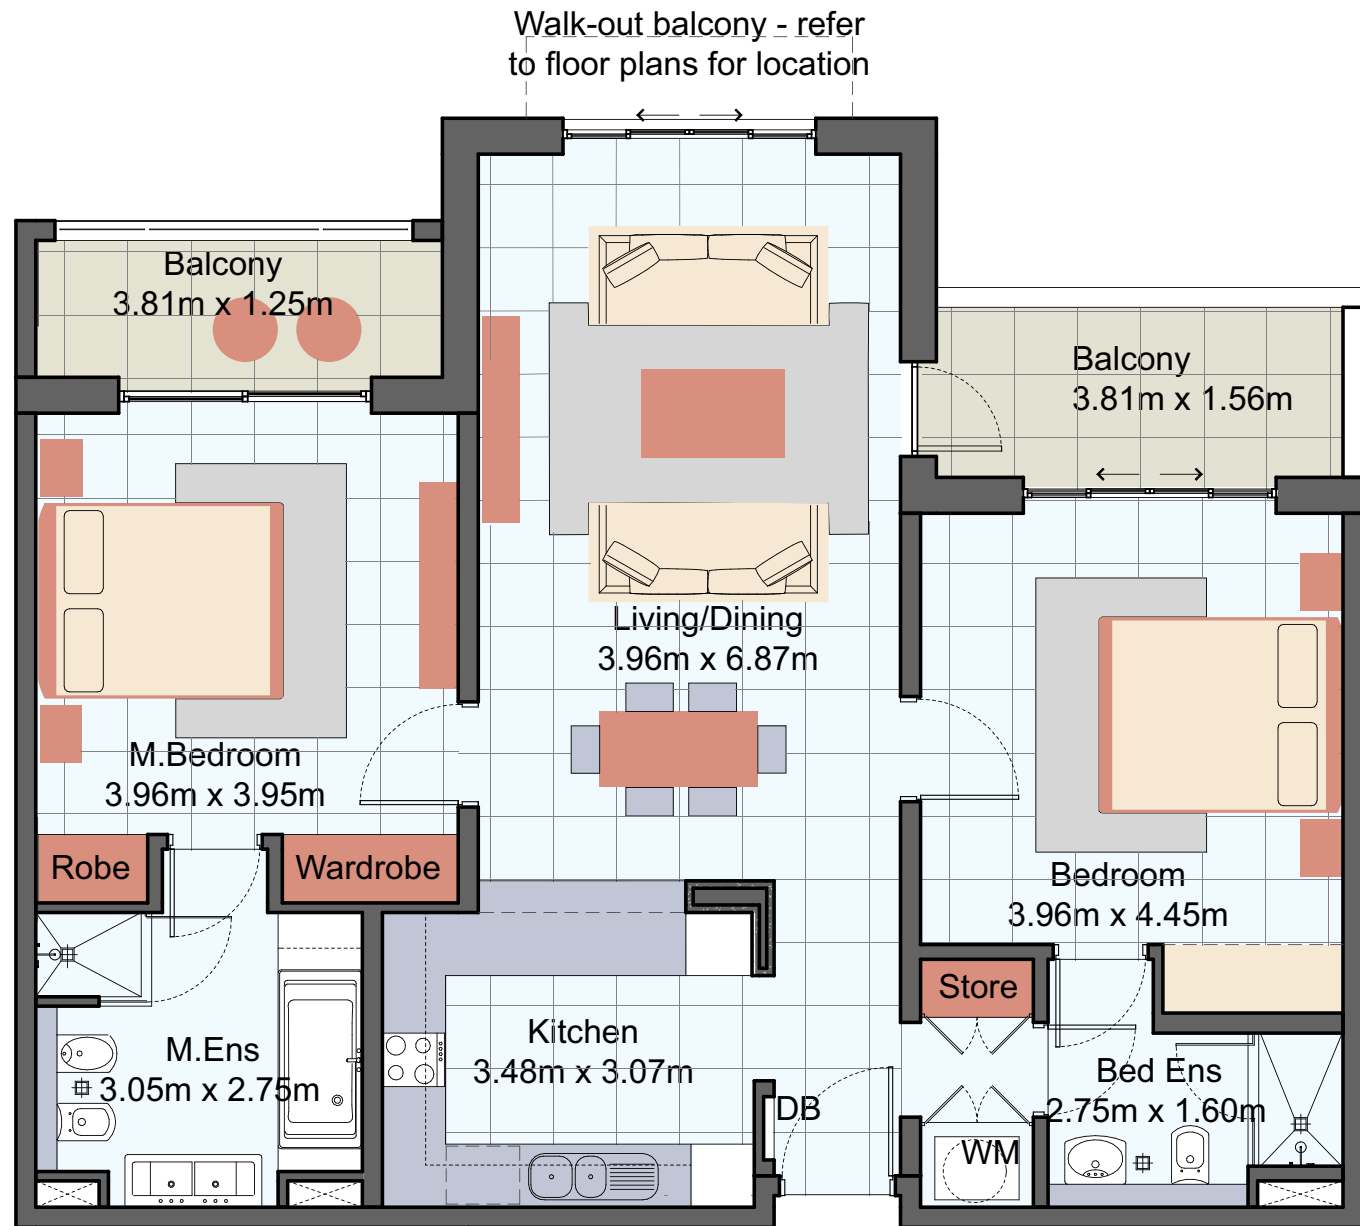 Walk-out balcony - refer
to floor plans for location
Balcony
3.81m x 1.25m
Balcony
3.81m x 1.56m
Living/Dining
3.96m x 6.87m
M.Bedroom
3.96m x 3.95m
Robe
Wardrobe
Bedroom
3.96m x 4.45m
Store
Kitchen
3.48m x 3.07m
M.Ens
3.05m x 2.75m
Bed Ens
2.75m x 1.60m
DB
WM